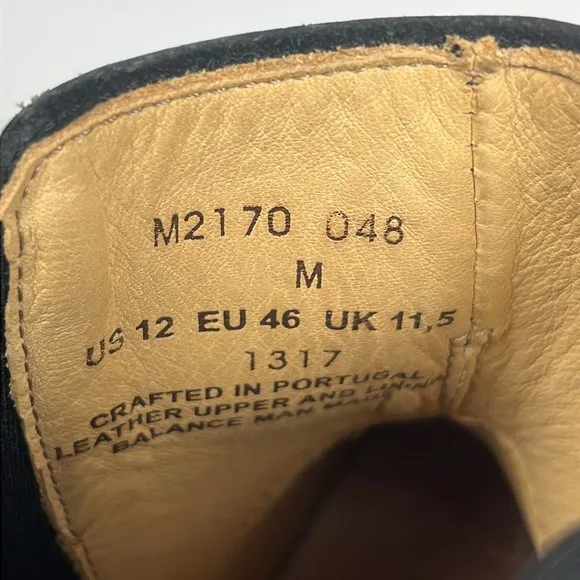 M2170 048
M
US 12 EU 46 UK 11,5
1317
CRAFTED IN PORTUGAL
LEATHER UPPER AND LINING
BALANCE MAN MADE